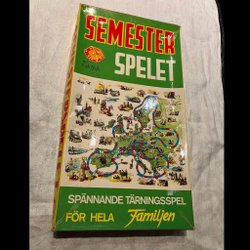 SEMESTER
SPELET
SPÄNNANDE TÄRNINGSSPEL
FÖR HELA Familjen